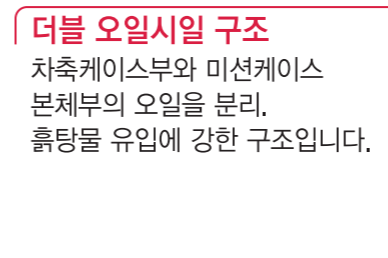 더블 오일시일 구조
차축케이스부와 미션케이스
본체부의 오일을 분리.
흙탕물 유입에 강한 구조입니다.